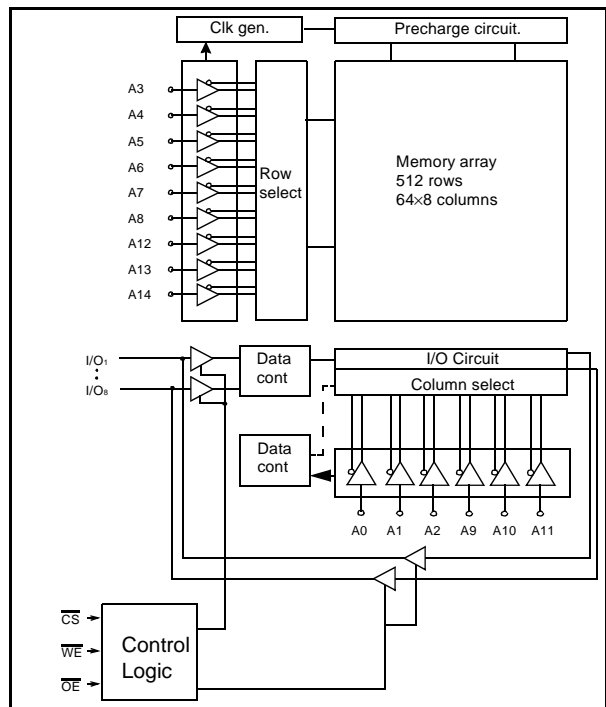 Clk gen.
Precharge circuit.
A3
A4
A5
A6
A7
A8
A12
A13
A14
Row
select
Memory array
512 rows
64×8 columns
I/O₁
I/O₈
Data
cont
I/O Circuit
Column select
Data
cont
A0 A1 A2 A9 A10 A11
CS
WE
OE
Control
Logic